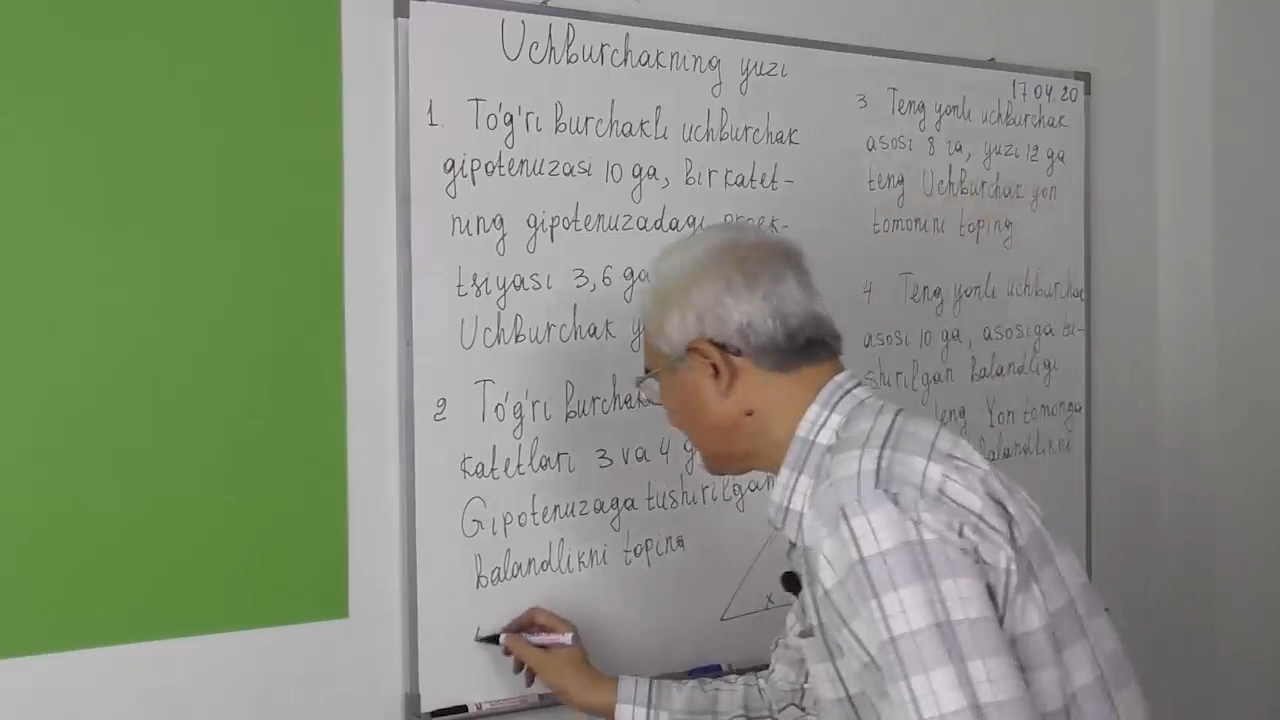 Uchburchakning yuzi
17.04.20
1. To'g'ri burchakli uchburchak
gipotenuzasi 10 ga, bir katet-
ning gipotenuzadagi
tsiyasi 3,6 ga
Uchburchak
2 To'g'ri
katetlari 3 va 4
Gipotenuzaga tushirilgan
balandlikni toping
x
3 Teng yonli uchburchak
asosi 8 ga, yuzi 12 ga
teng Uchburchak yon
tomonini toping
4 Teng yonli uchburchak
asosi 10 ga, asosiga tu-
shirilgan balandligi
teng Yon tomonga
balandlikni